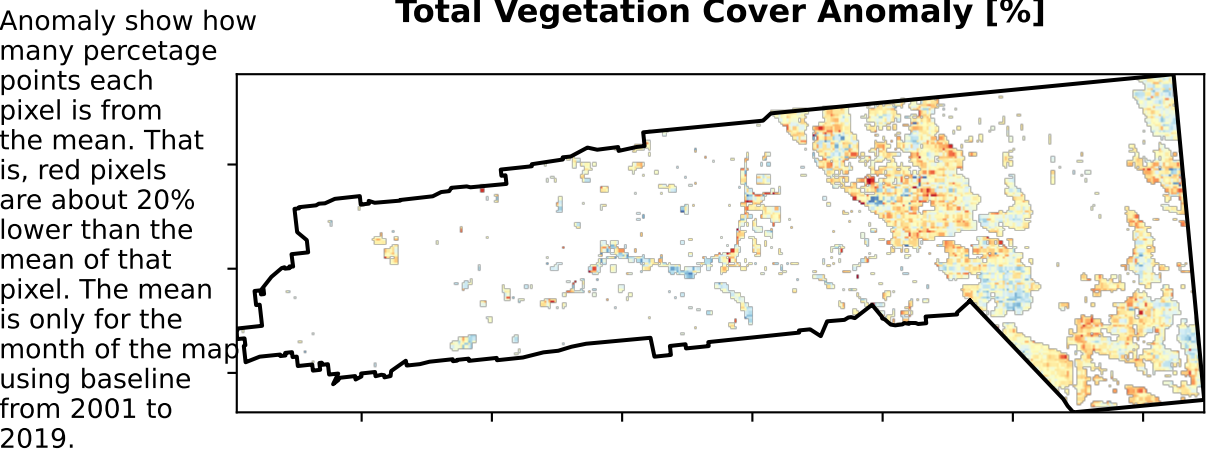 Total Vegetation Cover Anomaly [%]
Anomaly show how
many percetage
points each
pixel is from
the mean. That
is, red pixels
are about 20%
lower than the
mean of that
pixel. The mean
is only for the
month of the map
using baseline
from 2001 to
2019.